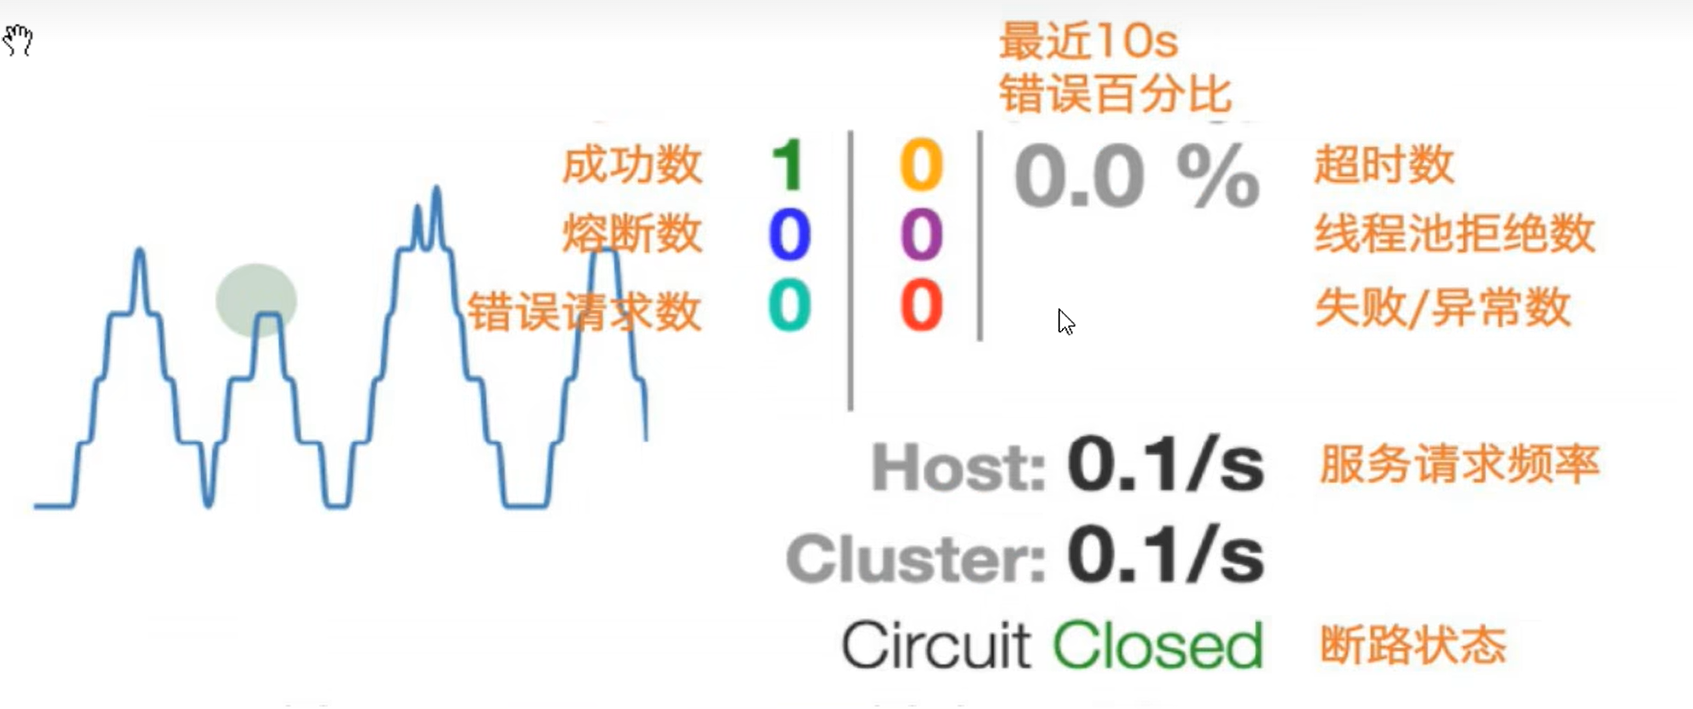 最近10s
错误百分比
成功数 1 0 0.0 % 超时数
熔断数 0 0 线程池拒绝数
错误请求数 0 0 失败/异常数
Host: 0.1/s 服务请求频率
Cluster: 0.1/s
Circuit Closed 断路状态